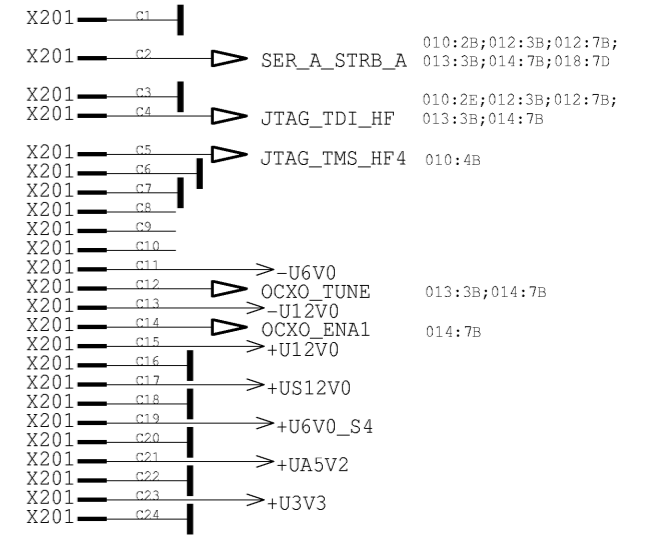 X201 C1
X201 C2 SER_A_STRB_A 010:2B;012:3B;012:7B;
013:3B;014:7B;018:7D
X201 C3
X201 C4 JTAG_TDI_HF 010:2E;012:3B;012:7B;
013:3B;014:7B
X201 C5 JTAG_TMS_HF4 010:4B
X201 C6
X201 C7
X201 C8
X201 C9
X201 C10
X201 C11 -U6V0
X201 C12 OCXO_TUNE 013:3B;014:7B
X201 C13 -U12V0
X201 C14 OCXO_ENA1 014:7B
X201 C15 +U12V0
X201 C16
X201 C17 +US12V0
X201 C18
X201 C19 +U6V0_S4
X201 C20
X201 C21 +UA5V2
X201 C22
X201 C23 +U3V3
X201 C24